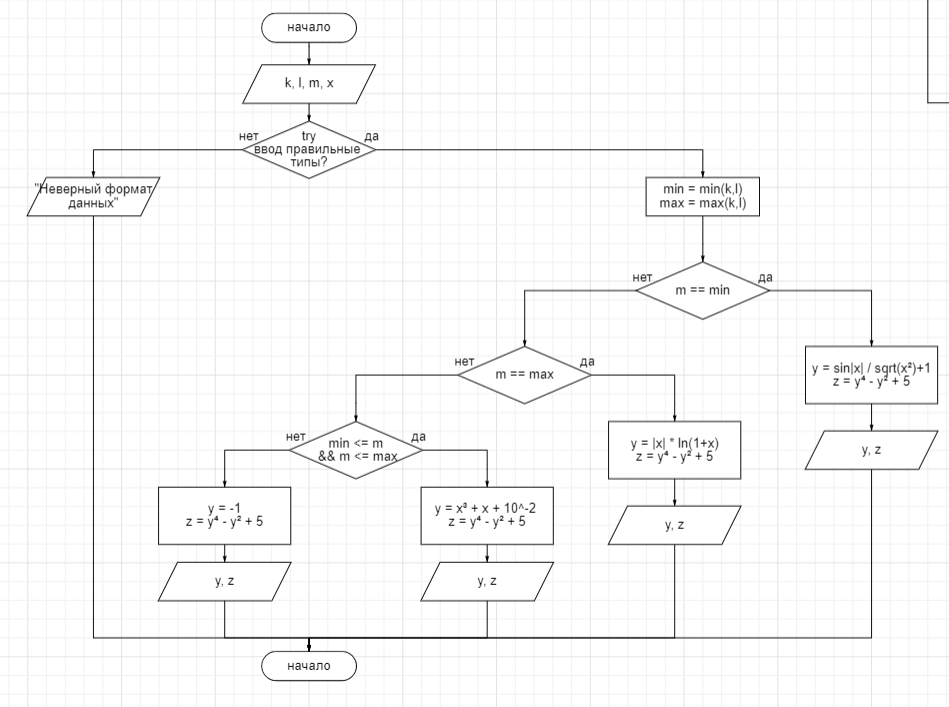 начало
k, l, m, x
нет
try
да
ввод правильные
типы?
"Неверный формат
данных"
min = min(k,l)
max = max(k,l)
нет
да
m == min
нет
да
m == max
y = sin|x| / sqrt(x²)+1
z = y⁴ - y² + 5
нет
да
min <= m
&& m <= max
y = |x| * ln(1+x)
z = y⁴ - y² + 5
y, z
y = -1
z = y⁴ - y² + 5
y = x³ + x + 10^-2
z = y⁴ - y² + 5
y, z
y, z
y, z
начало